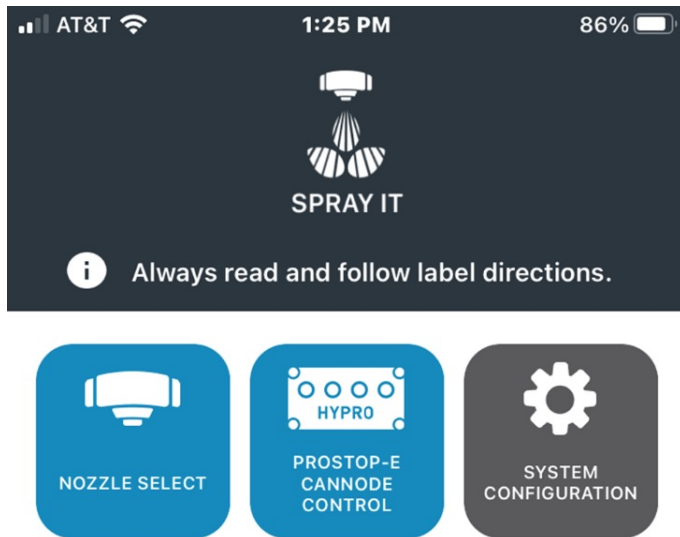 AT&T 1:25 PM 86%
SPRAY IT
i Always read and follow label directions.
NOZZLE SELECT
HYPRO
PROSTOP-E
CANNODE
CONTROL
SYSTEM
CONFIGURATION